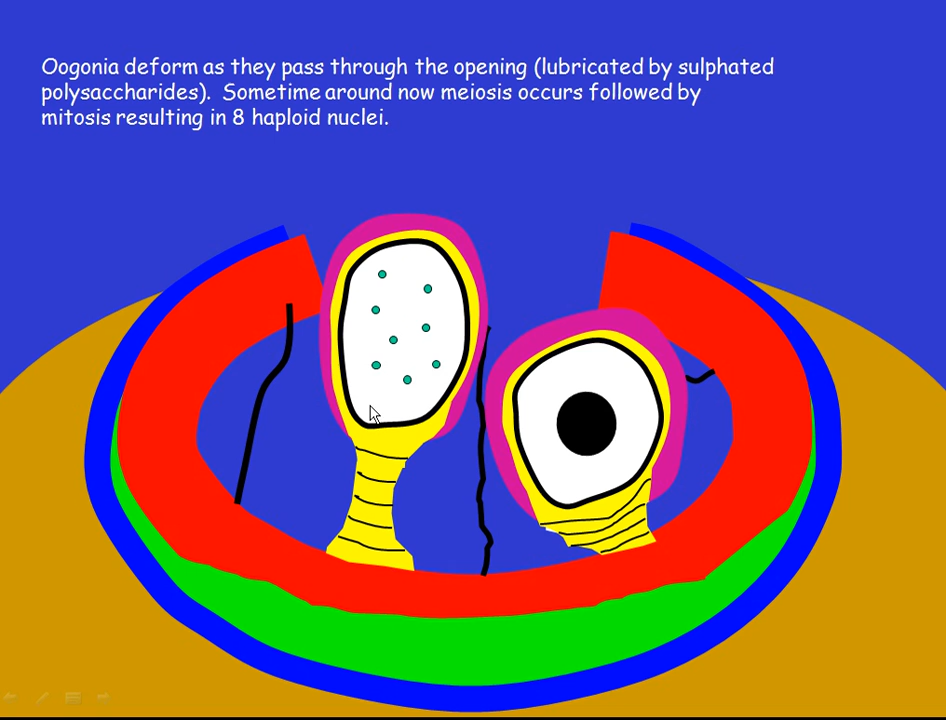 Oogonia deform as they pass through the opening (lubricated by sulphated
polysaccharides).  Sometime around now meiosis occurs followed by
mitosis resulting in 8 haploid nuclei.